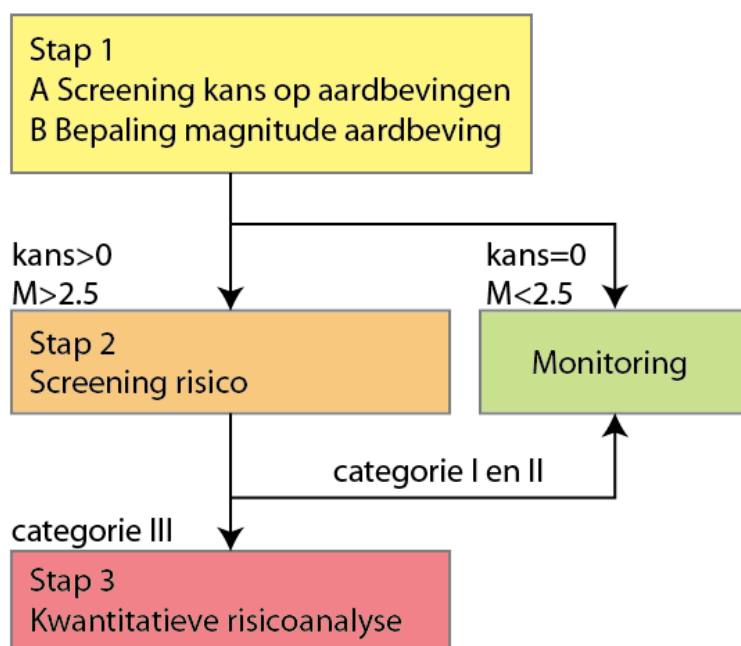 Stap 1
A Screening kans op aardbevingen
B Bepaling magnitude aardbeving
kans>0
M>2.5
kans=0
M<2.5
Stap 2
Screening risico
Monitoring
categorie I en II
categorie III
Stap 3
Kwantitatieve risicoanalyse